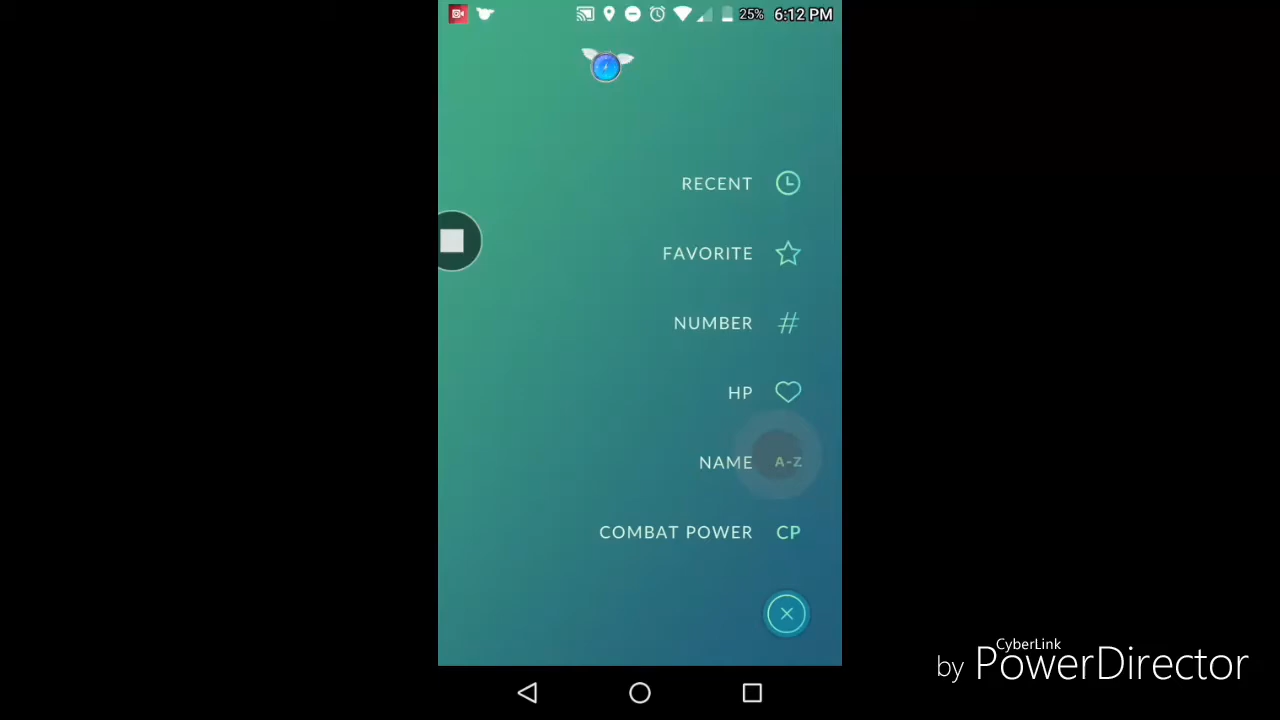 25% 6:12 PM
RECENT
FAVORITE
NUMBER #
HP
NAME A-Z
COMBAT POWER CP
CyberLink
by PowerDirector